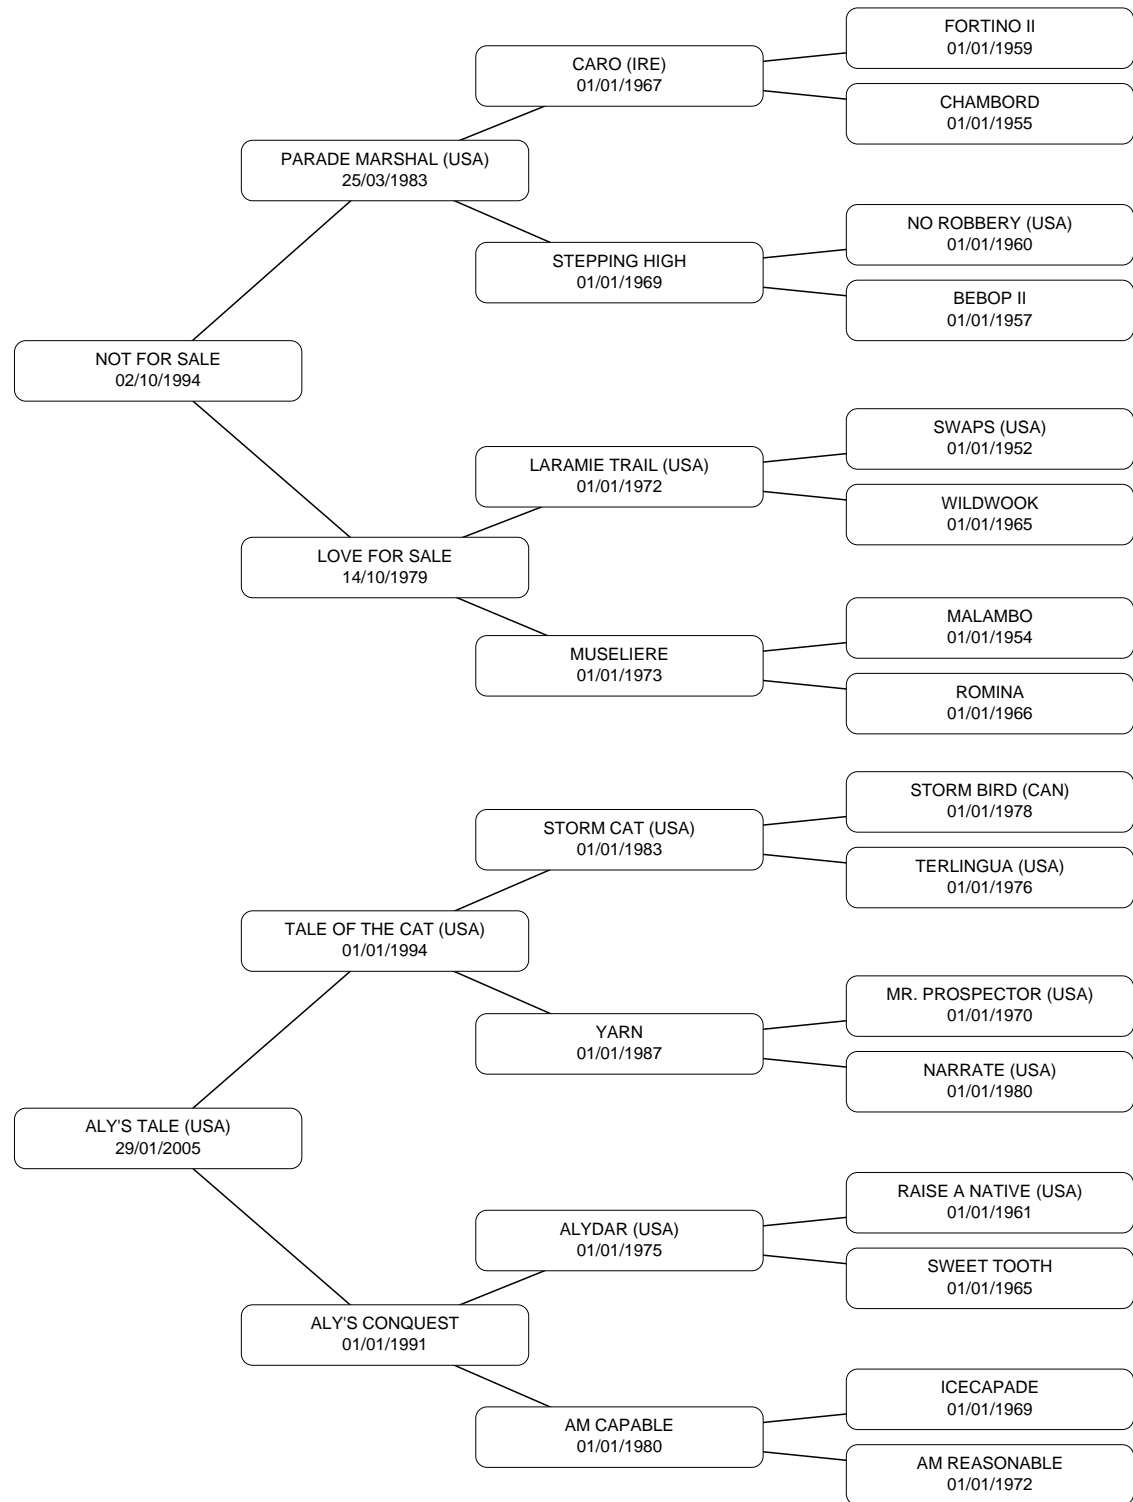 FORTINO II
01/01/1959
CARO (IRE)
01/01/1967
CHAMBORD
01/01/1955
PARADE MARSHAL (USA)
25/03/1983
NO ROBBERY (USA)
01/01/1960
STEPPING HIGH
01/01/1969
BEBOP II
01/01/1957
NOT FOR SALE
02/10/1994
SWAPS (USA)
01/01/1952
LARAMIE TRAIL (USA)
01/01/1972
WILDWOOK
01/01/1965
LOVE FOR SALE
14/10/1979
MALAMBO
01/01/1954
MUSELIERE
01/01/1973
ROMINA
01/01/1966
STORM BIRD (CAN)
01/01/1978
STORM CAT (USA)
01/01/1983
TERLINGUA (USA)
01/01/1976
TALE OF THE CAT (USA)
01/01/1994
MR. PROSPECTOR (USA)
01/01/1970
YARN
01/01/1987
NARRATE (USA)
01/01/1980
ALY'S TALE (USA)
29/01/2005
RAISE A NATIVE (USA)
01/01/1961
ALYDAR (USA)
01/01/1975
SWEET TOOTH
01/01/1965
ALY'S CONQUEST
01/01/1991
ICECAPADE
01/01/1969
AM CAPABLE
01/01/1980
AM REASONABLE
01/01/1972